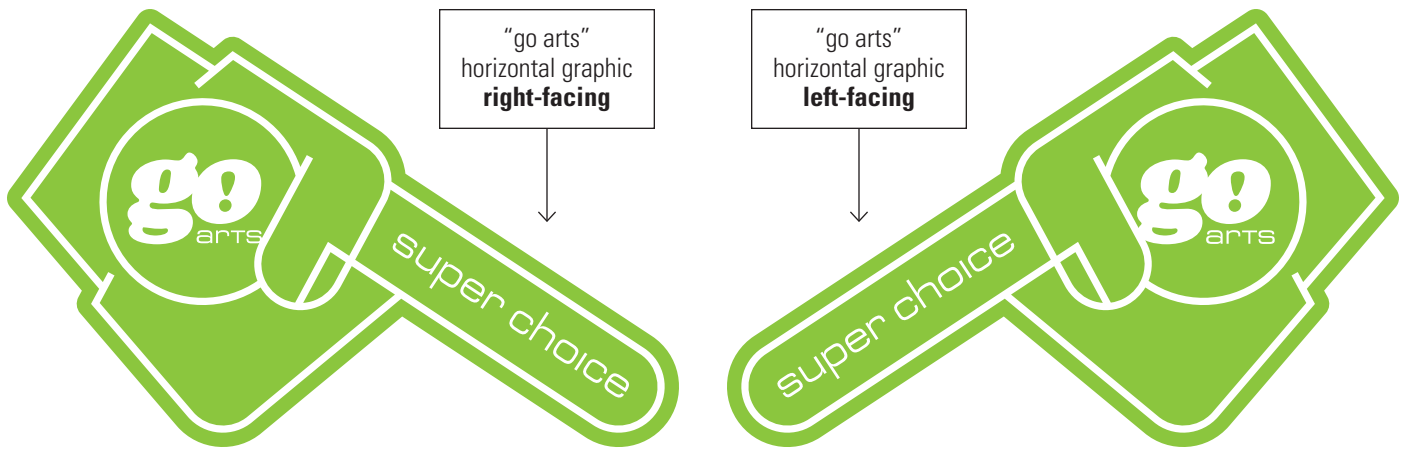 “go arts”
horizontal graphic
right-facing
“go arts”
horizontal graphic
left-facing
go!
arts
super choice
super choice
go!
arts